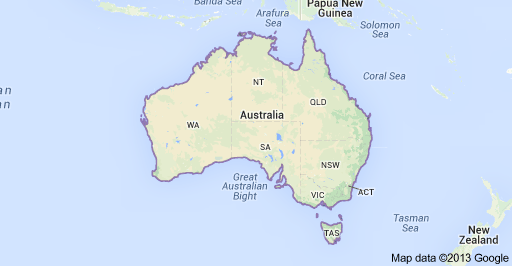 Banda Sea
Arafura
Sea
Papua New
Guinea
Solomon
Sea
Coral Sea
NT
QLD
Australia
WA
SA
NSW
Great
Australian
Bight
VIC
ACT
TAS
Tasman
Sea
New
Zealand
Map data ©2013 Google